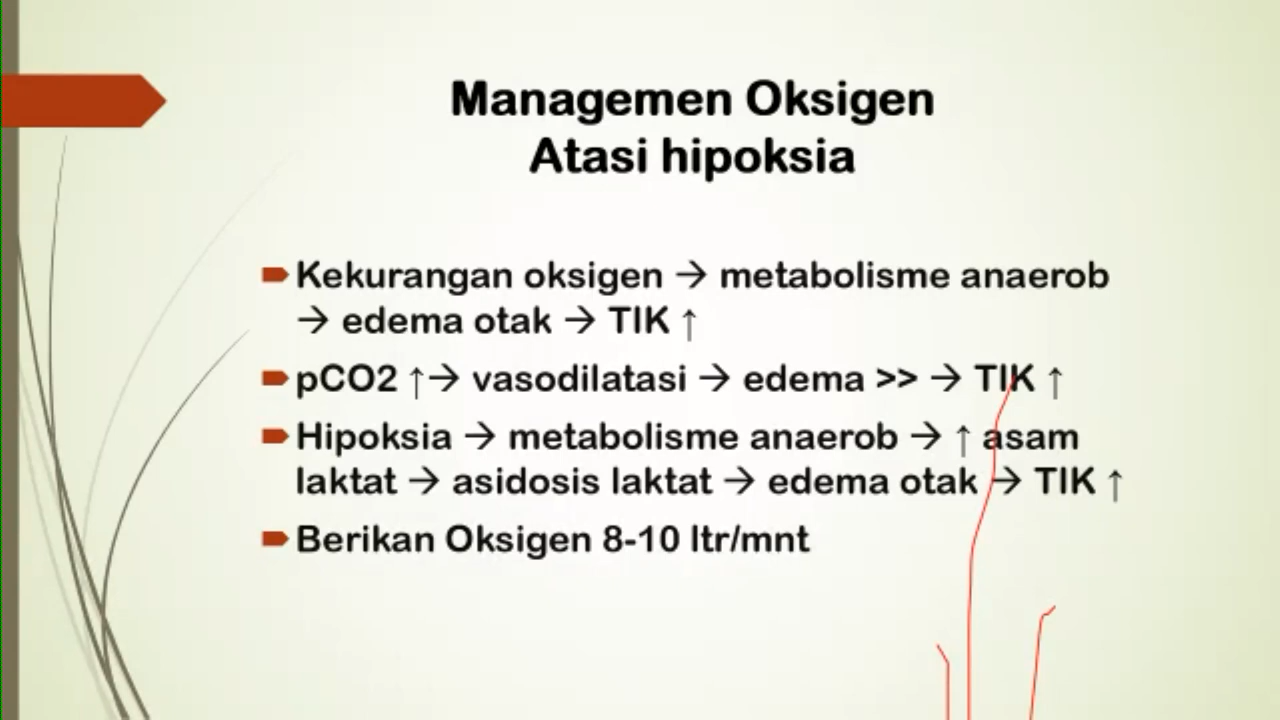 Managemen Oksigen
Atasi hipoksia
Kekurangan oksigen → metabolisme anaerob
→ edema otak → TIK ↑
pCO2 ↑→ vasodilatasi → edema >> → TIK ↑
Hipoksia → metabolisme anaerob → ↑ asam
laktat → asidosis laktat → edema otak → TIK ↑
Berikan Oksigen 8-10 ltr/mnt